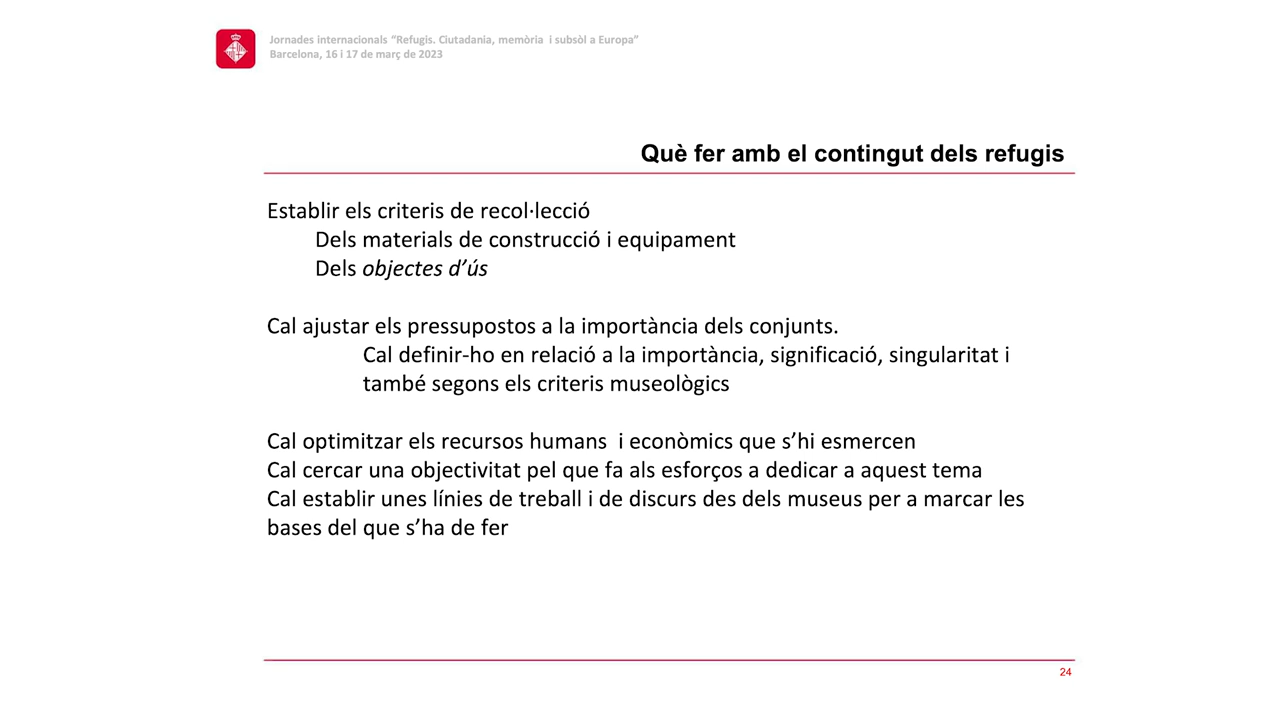 Jornades internacionals “Refugis. Ciutadania, memòria  i subsòl a Europa”
Barcelona, 16 i 17 de març de 2023
Què fer amb el contingut dels refugis
Establir els criteris de recol·lecció
Dels materials de construcció i equipament
Dels objectes d’ús
Cal ajustar els pressupostos a la importància dels conjunts.
Cal definir-ho en relació a la importància, significació, singularitat i
també segons els criteris museològics
Cal optimitzar els recursos humans  i econòmics que s’hi esmercen
Cal cercar una objectivitat pel que fa als esforços a dedicar a aquest tema
Cal establir unes línies de treball i de discurs des dels museus per a marcar les
bases del que s’ha de fer
24